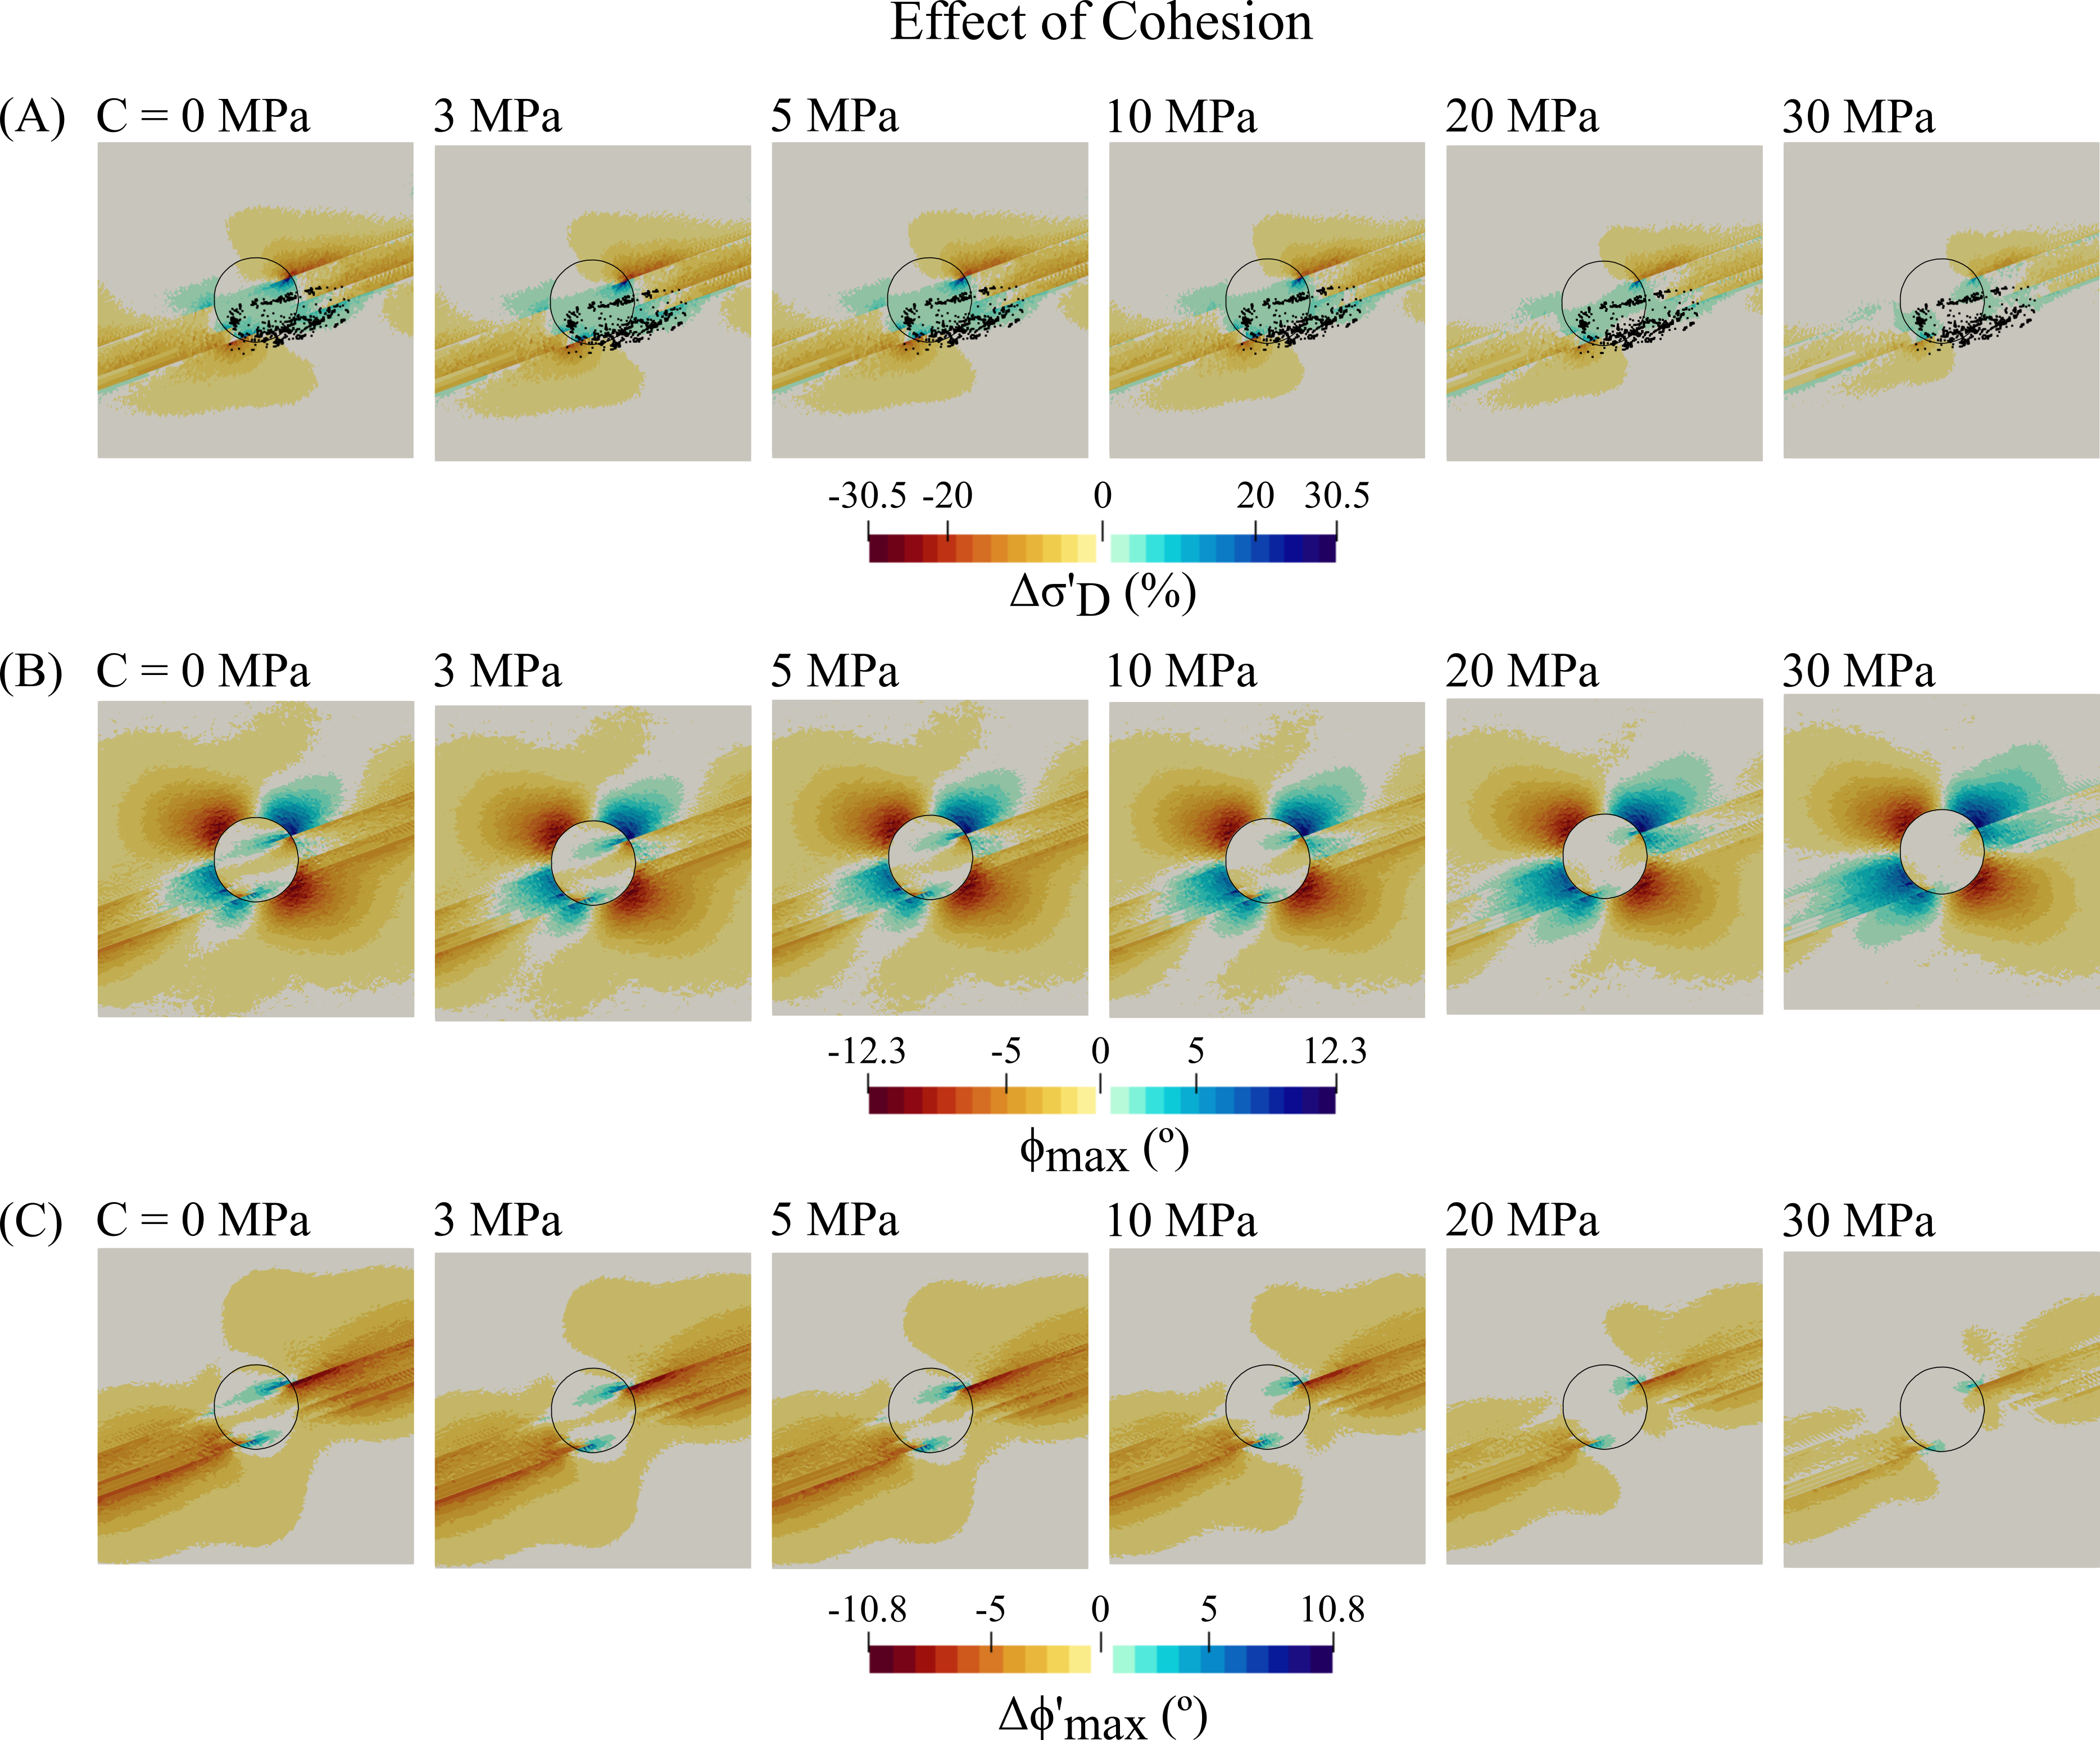 Effect of Cohesion
(A) C = 0 MPa 3 MPa 5 MPa 10 MPa 20 MPa 30 MPa
-30.5 -20 0 20 30.5
Δσ'D (%)
(B) C = 0 MPa 3 MPa 5 MPa 10 MPa 20 MPa 30 MPa
-12.3 -5 0 5 12.3
ϕmax (º)
(C) C = 0 MPa 3 MPa 5 MPa 10 MPa 20 MPa 30 MPa
-10.8 -5 0 5 10.8
Δϕ'max (º)